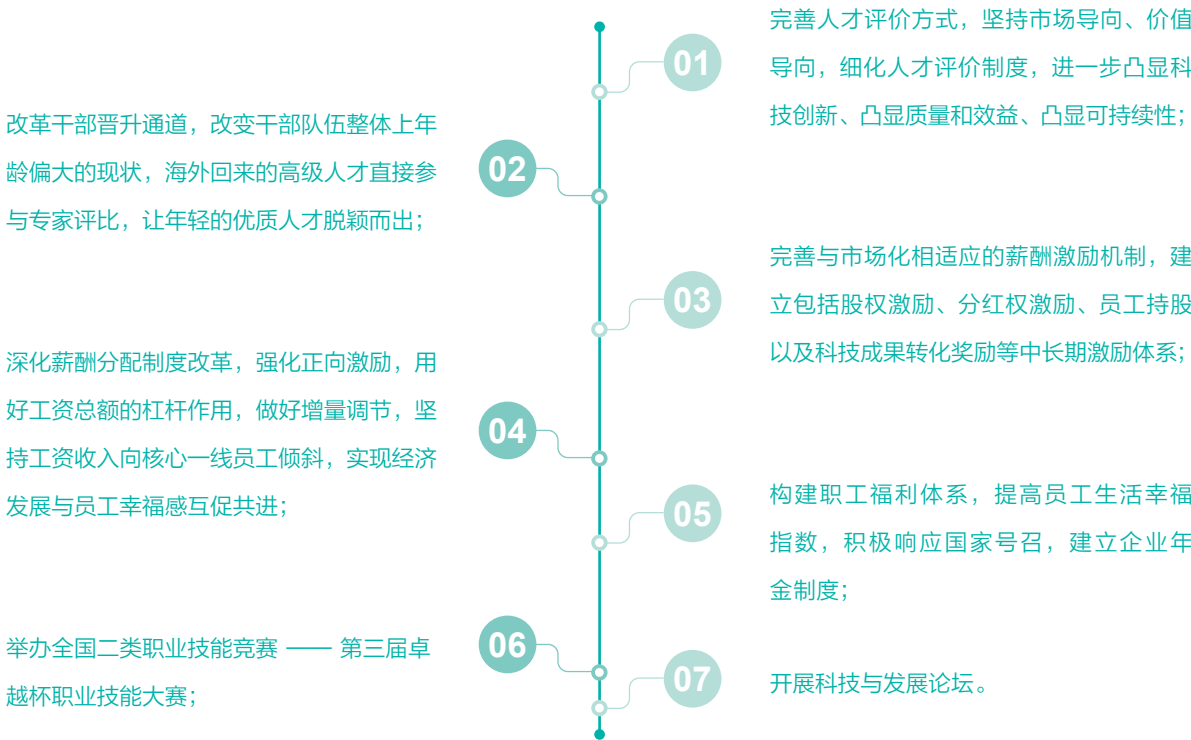 01
完善人才评价方式，坚持市场导向、价值
导向，细化人才评价制度，进一步凸显科
技创新、凸显质量和效益、凸显可持续性；
改革干部晋升通道，改变干部队伍整体上年
龄偏大的现状，海外回来的高级人才直接参
与专家评比，让年轻的优质人才脱颖而出；
02
03
完善与市场化相适应的薪酬激励机制，建
立包括股权激励、分红权激励、员工持股
以及科技成果转化奖励等中长期激励体系；
深化薪酬分配制度改革，强化正向激励，用
好工资总额的杠杆作用，做好增量调节，坚
持工资收入向核心一线员工倾斜，实现经济
发展与员工幸福感互促共进；
04
05
构建职工福利体系，提高员工生活幸福
指数，积极响应国家号召，建立企业年
金制度；
举办全国二类职业技能竞赛 —— 第三届卓
越杯职业技能大赛；
06
07
开展科技与发展论坛。